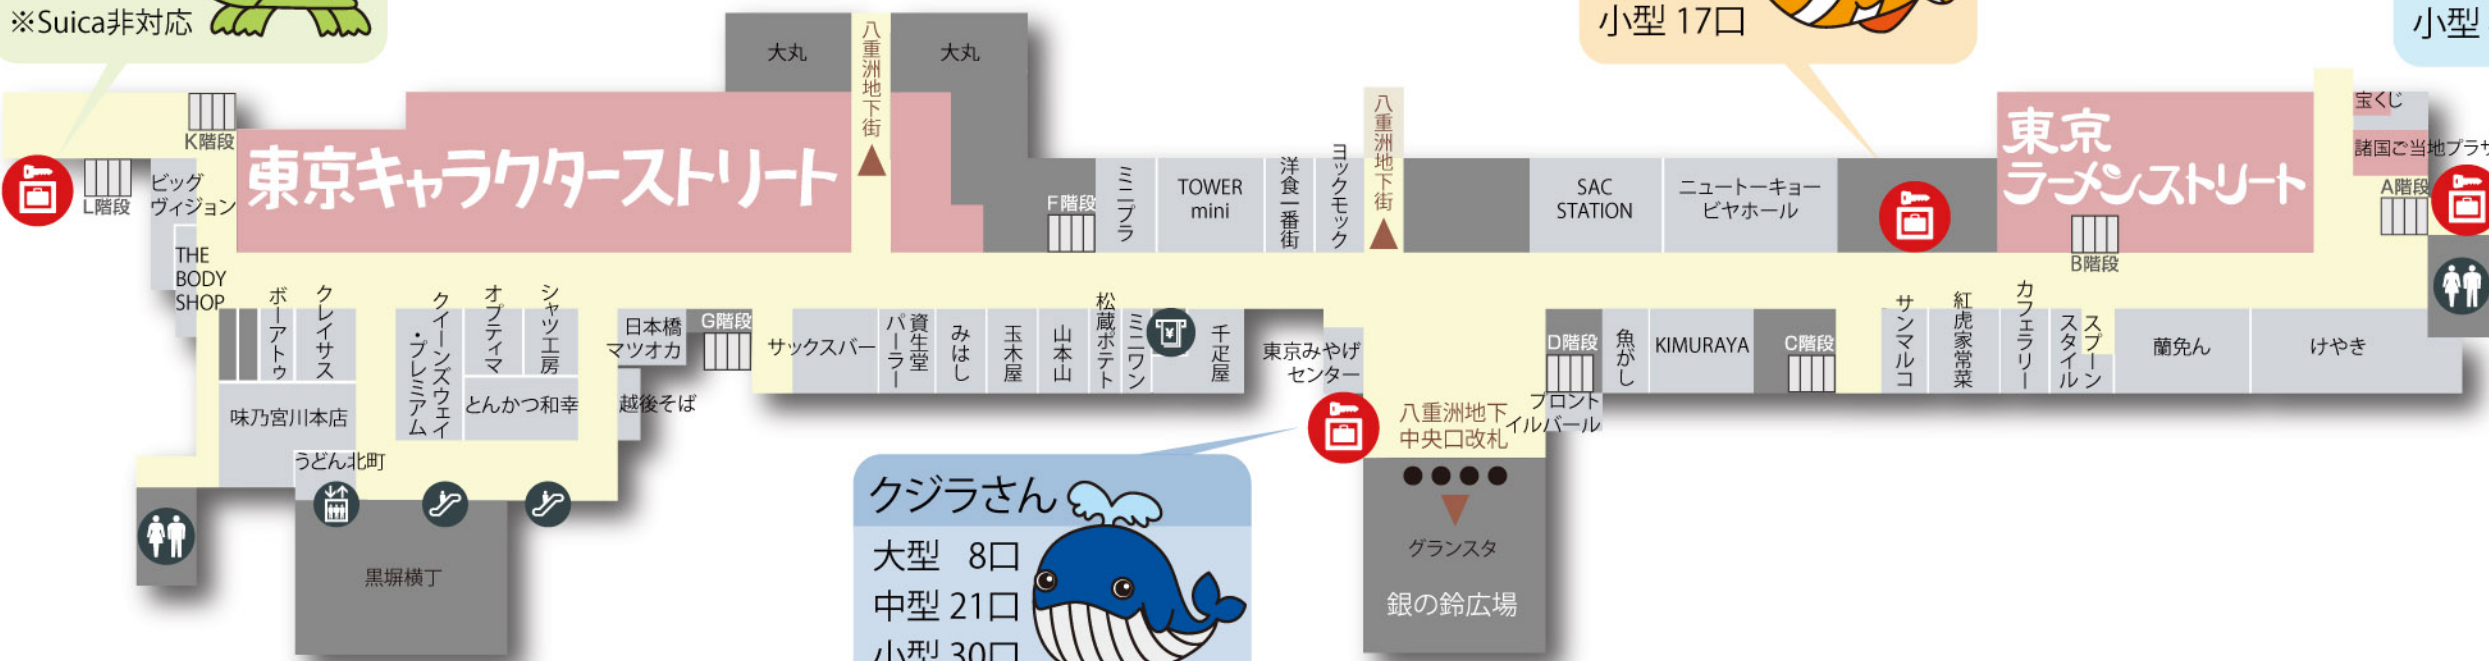 ※Suica非対応
小型 17口
小型
大丸
八重洲地下街
大丸
K階段
L階段
ビッグ
ヴィジョン
THE
BODY
SHOP
東京キャラクターストリート
F階段
ミニプラ
TOWER
mini
洋食一番街
ヨックモック
八重洲地下街
SAC
STATION
ニュートーキョー
ビヤホール
東京
ラーメンストリート
B階段
宝くじ
諸国ご当地プラザ
A階段
ボーアトゥ
クレイサス
クイーンズウェイ
・プレミアム
オプティマ
シャツ工房
とんかつ和幸
味乃宮川本店
うどん北町
黒塀横丁
日本橋
マツオカ
越後そば
G階段
サックスバー
資生堂
パーラー
みはし
玉木屋
山本山
松蔵ポテト
ミニワン
千疋屋
東京みやげ
センター
八重洲地下
中央口改札
グランスタ
銀の鈴広場
D階段
フロント
イルバール
魚がし
KIMURAYA
C階段
サンマルコ
紅虎家常菜
カフェラリー
スプーン
スタイル
蘭免ん
けやき
クジラさん
大型 8口
中型 21口
小型 30口